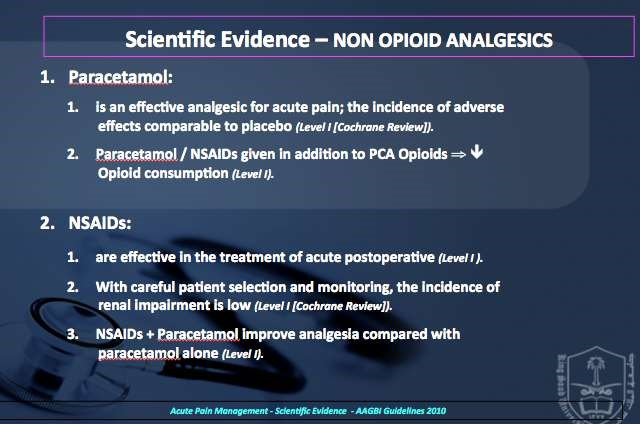 Scientific Evidence – NON OPIOID ANALGESICS
1. Paracetamol:
1. is an effective analgesic for acute pain; the incidence of adverse
effects comparable to placebo (Level I [Cochrane Review]).
2. Paracetamol / NSAIDs given in addition to PCA Opioids ⇒ 🡻
Opioid consumption (Level I).
2. NSAIDs:
1. are effective in the treatment of acute postoperative (Level I ).
2. With careful patient selection and monitoring, the incidence of
renal impairment is low (Level I [Cochrane Review]).
3. NSAIDs + Paracetamol improve analgesia compared with
paracetamol alone (Level I).
Acute Pain Management - Scientific Evidence - AAGBI Guidelines 2010